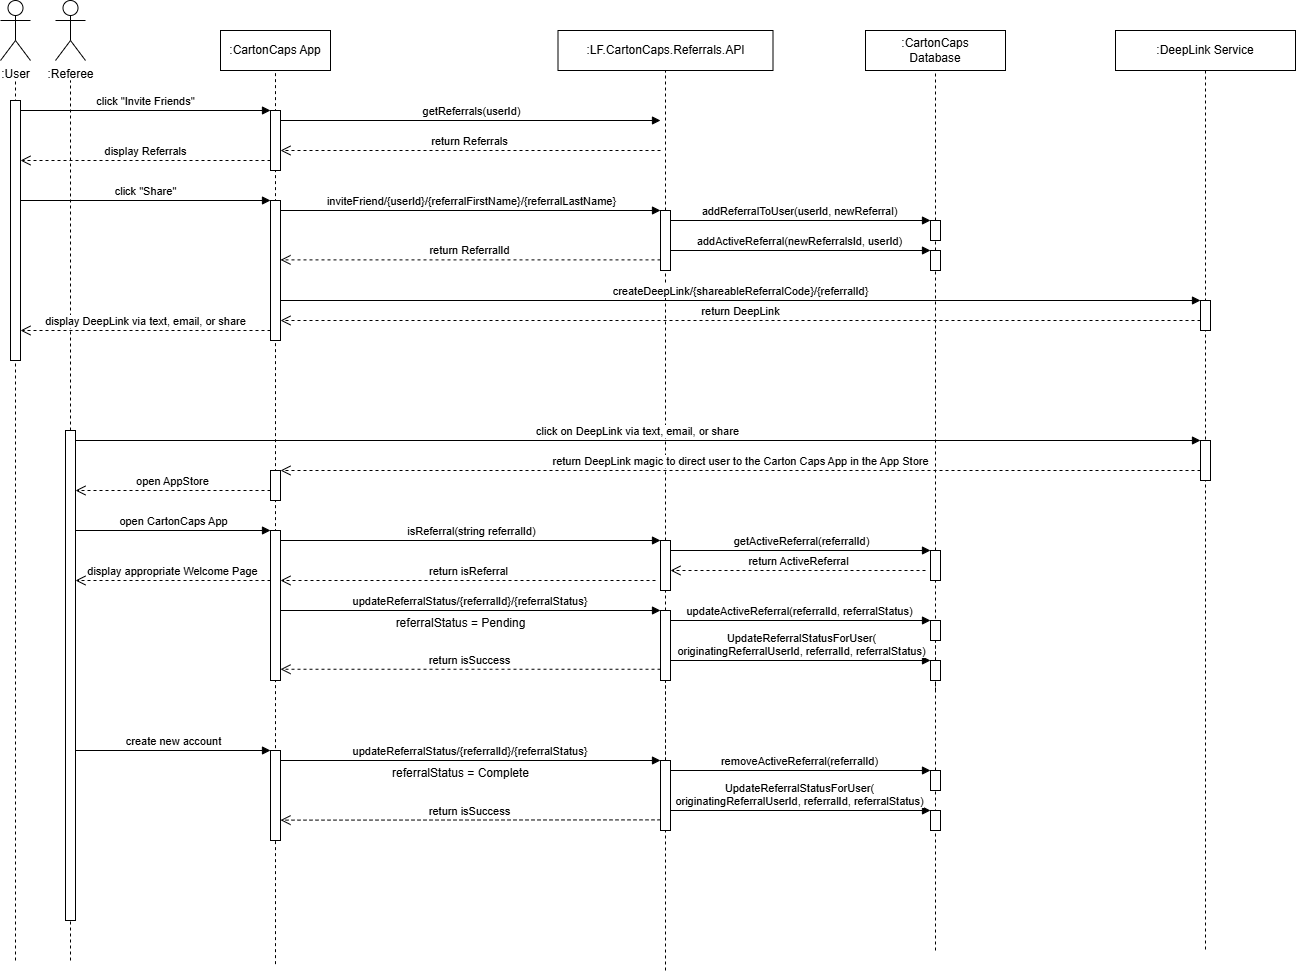 :User
:Referee
:CartonCaps App
:LF.CartonCaps.Referrals.API
:CartonCaps
Database
:DeepLink Service
click "Invite Friends"
getReferrals(userId)
return Referrals
display Referrals
click "Share"
inviteFriend/{userId}/{referralFirstName}/{referralLastName}
addReferralToUser(userId, newReferral)
addActiveReferral(newReferralsId, userId)
return ReferralId
createDeepLink/{shareableReferralCode}/{referralId}
return DeepLink
display DeepLink via text, email, or share
click on DeepLink via text, email, or share
return DeepLink magic to direct user to the Carton Caps App in the App Store
open AppStore
open CartonCaps App
isReferral(string referralId)
getActiveReferral(referralId)
return ActiveReferral
return isReferral
display appropriate Welcome Page
updateReferralStatus/{referralId}/{referralStatus}
referralStatus = Pending
updateActiveReferral(referralId, referralStatus)
UpdateReferralStatusForUser(
originatingReferralUserId, referralId, referralStatus)
return isSuccess
create new account
updateReferralStatus/{referralId}/{referralStatus}
referralStatus = Complete
removeActiveReferral(referralId)
UpdateReferralStatusForUser(
originatingReferralUserId, referralId, referralStatus)
return isSuccess